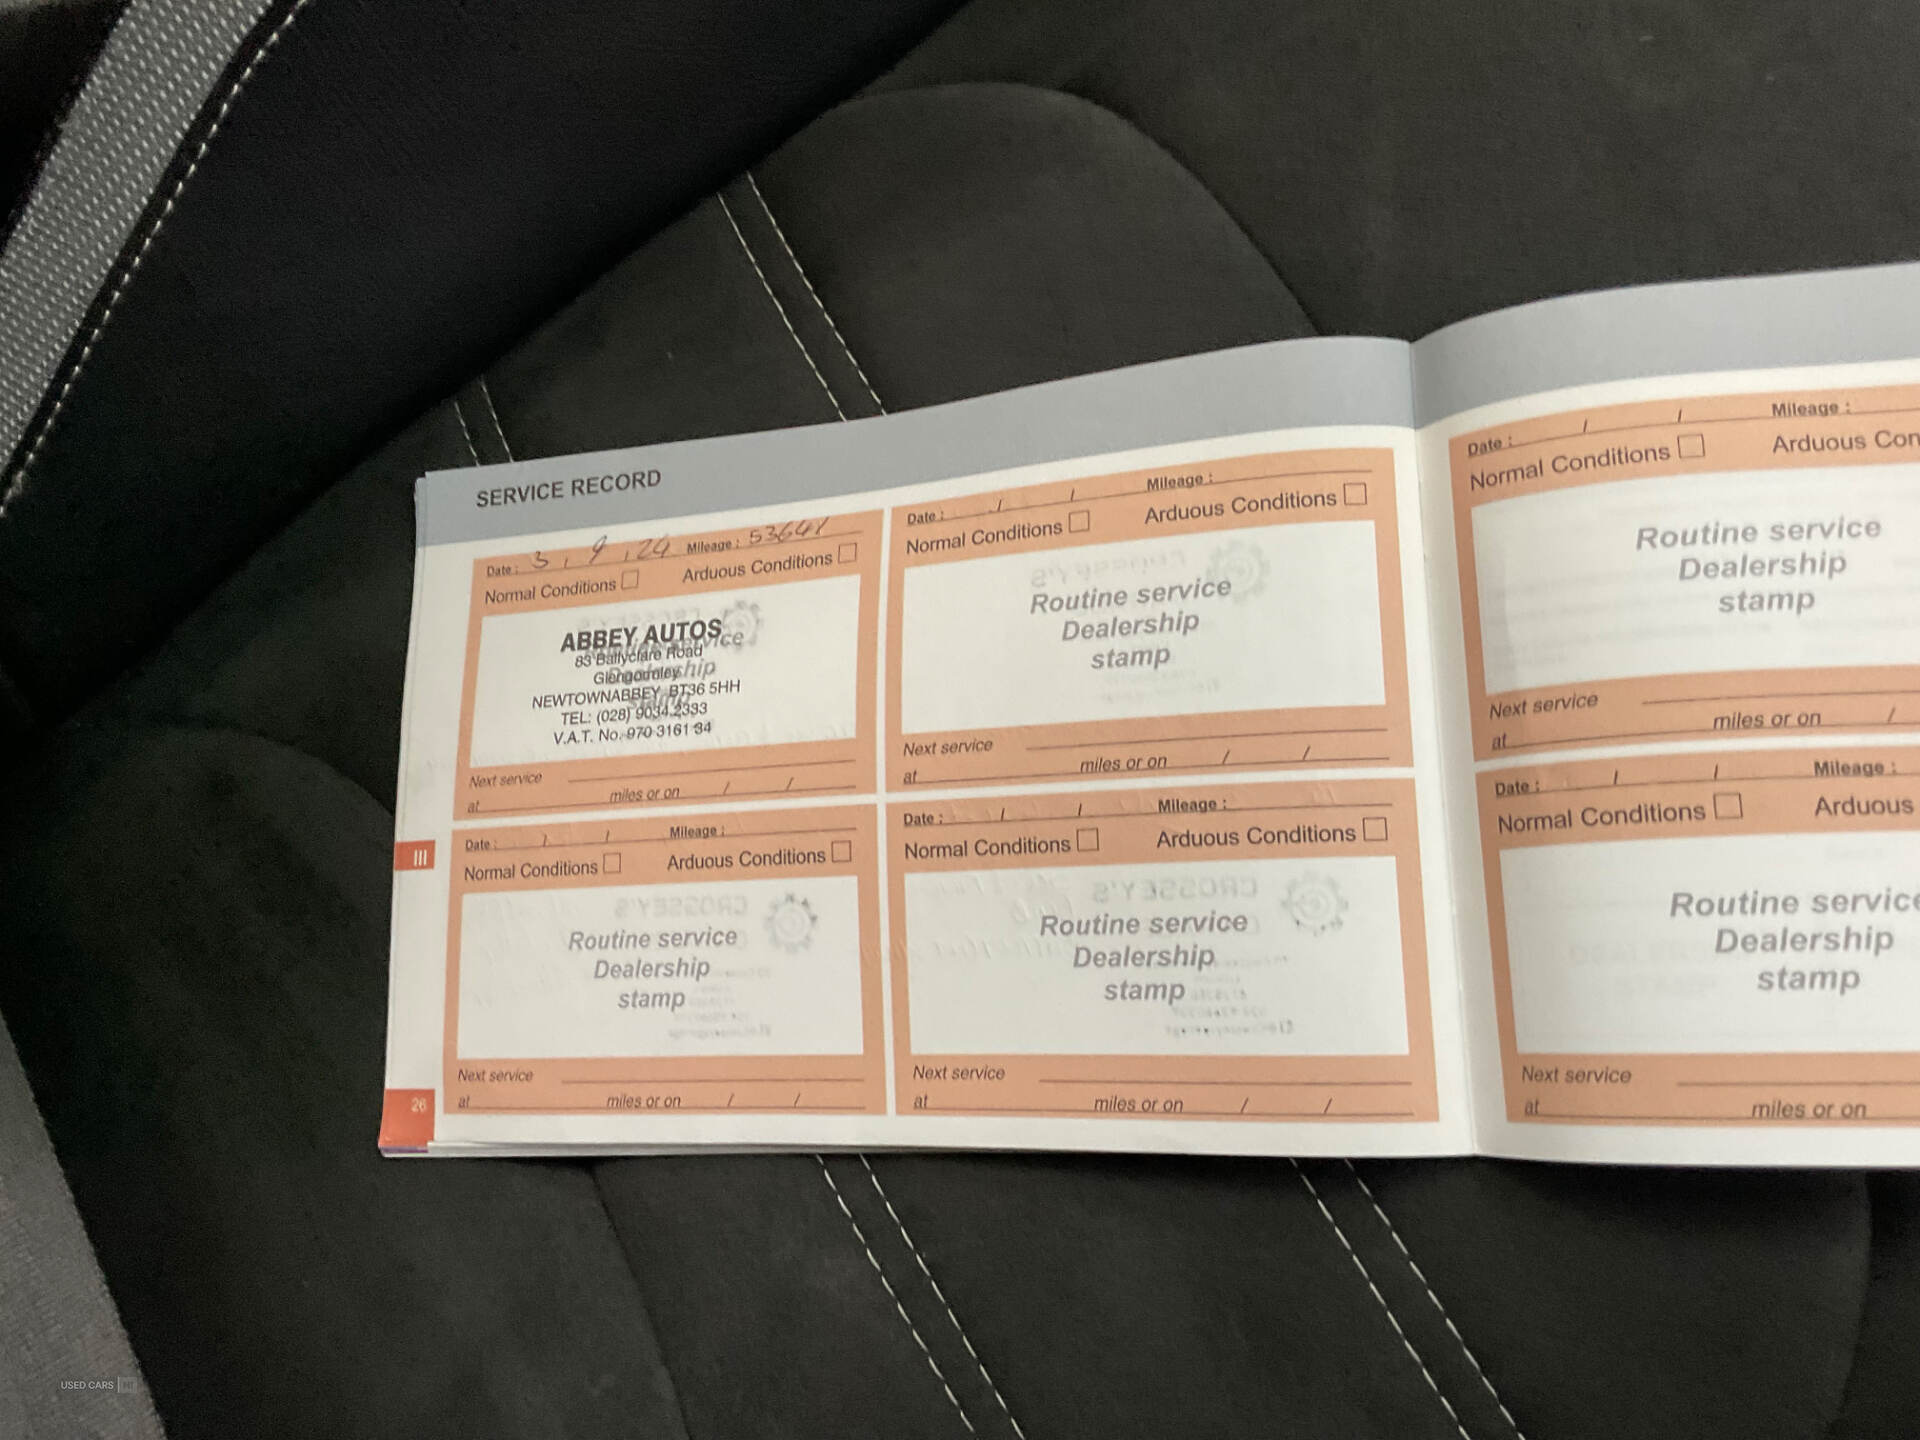 SERVICE RECORD
Date : 3 / 9 / 24 Mileage : 53641
Normal Conditions Arduous Conditions
ABBEY AUTOS
83 Ballyclare Road
Glengormley
NEWTOWNABBEY BT36 5HH
TEL: (028) 9034 2333
V.A.T. No. 970 3161 34
Next service
at miles or on / /
Date : / / Mileage :
Normal Conditions Arduous Conditions
Routine service
Dealership
stamp
Next service
at miles or on / /
Date : / / Mileage :
Normal Conditions Arduous Conditions
CROSSEY'S
Routine service
Dealership
stamp
Next service
at miles or on / /
III
Date : / / Mileage :
Normal Conditions Arduous Conditions
CROSSEY'S
Routine service
Dealership
stamp
Next service
at miles or on / /
26
Date : / / Mileage :
Normal Conditions Arduous Con
Routine service
Dealership
stamp
Next service
at miles or on /
Date : / / Mileage :
Normal Conditions Arduous
Routine service
Dealership
stamp
Next service
at miles or on
USED CARS NI